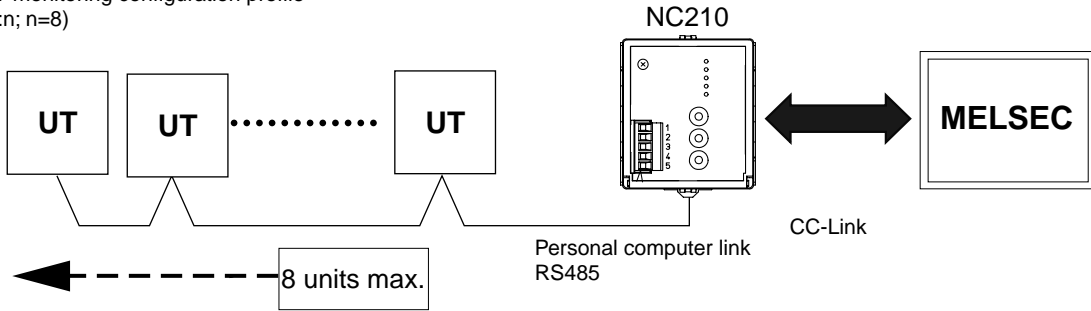 monitoring configuration profile
:n; n=8)
NC210
UT
UT
UT
1
2
3
4
5
MELSEC
CC-Link
Personal computer link
RS485
8 units max.